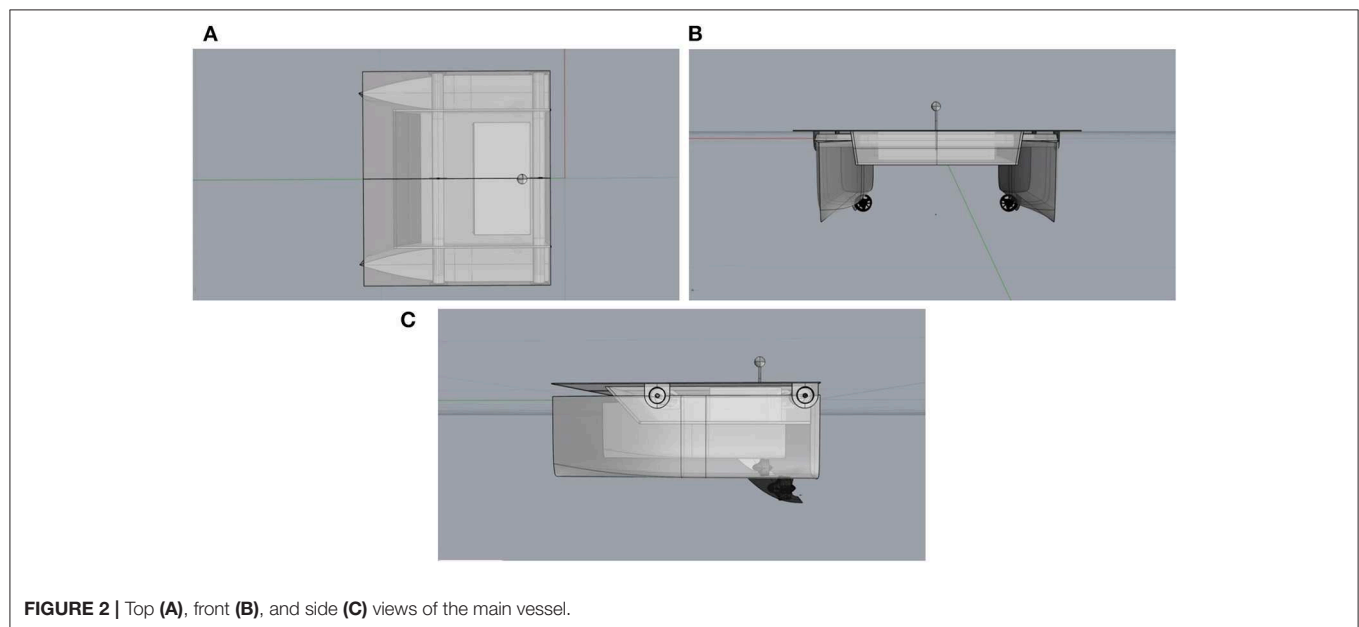 A
B
C
FIGURE 2 | Top (A), front (B), and side (C) views of the main vessel.